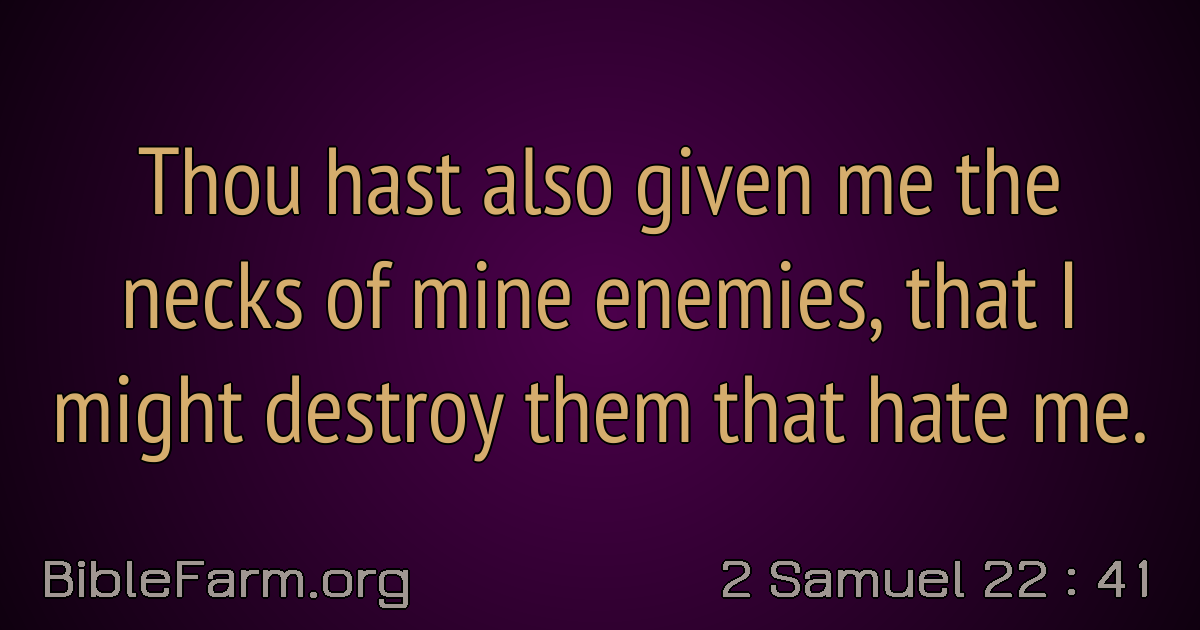 Thou hast also given me the
necks of mine enemies, that I
might destroy them that hate me.
BibleFarm.org
2 Samuel 22 : 41